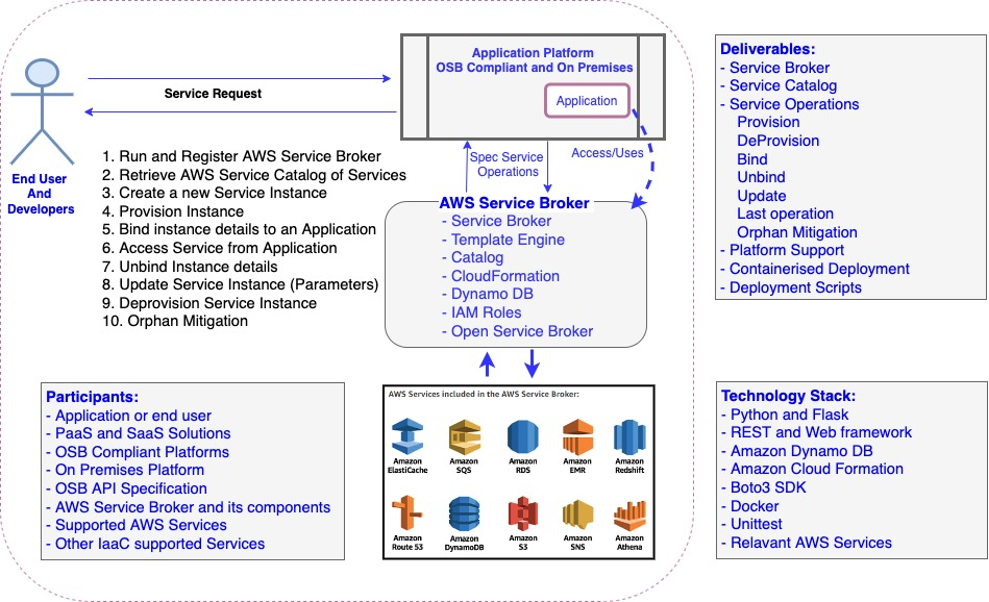 Application Platform
OSB Compliant and On Premises
Application
Service Request
End User
And
Developers
1. Run and Register AWS Service Broker
2. Retrieve AWS Service Catalog of Services
3. Create a new Service Instance
4. Provision Instance
5. Bind instance details to an Application
6. Access Service from Application
7. Unbind Instance details
8. Update Service Instance (Parameters)
9. Deprovision Service Instance
10. Orphan Mitigation
Spec Service
Operations
Access/Uses
AWS Service Broker
- Service Broker
- Template Engine
- Catalog
- CloudFormation
- Dynamo DB
- IAM Roles
- Open Service Broker
Deliverables:
- Service Broker
- Service Catalog
- Service Operations
Provision
DeProvision
Bind
Unbind
Update
Last operation
Orphan Mitigation
- Platform Support
- Containerised Deployment
- Deployment Scripts
Participants:
- Application or end user
- PaaS and SaaS Solutions
- OSB Compliant Platforms
- On Premises Platform
- OSB API Specification
- AWS Service Broker and its components
- Supported AWS Services
- Other IaaC supported Services
AWS Services included in the AWS Service Broker:
Amazon
ElastiCache
Amazon
SQS
Amazon
RDS
Amazon
EMR
Amazon
Redshift
Amazon
Route 53
Amazon
DynamoDB
Amazon
S3
Amazon
SNS
Amazon
Athena
Technology Stack:
- Python and Flask
- REST and Web framework
- Amazon Dynamo DB
- Amazon Cloud Formation
- Boto3 SDK
- Docker
- Unittest
- Relavant AWS Services